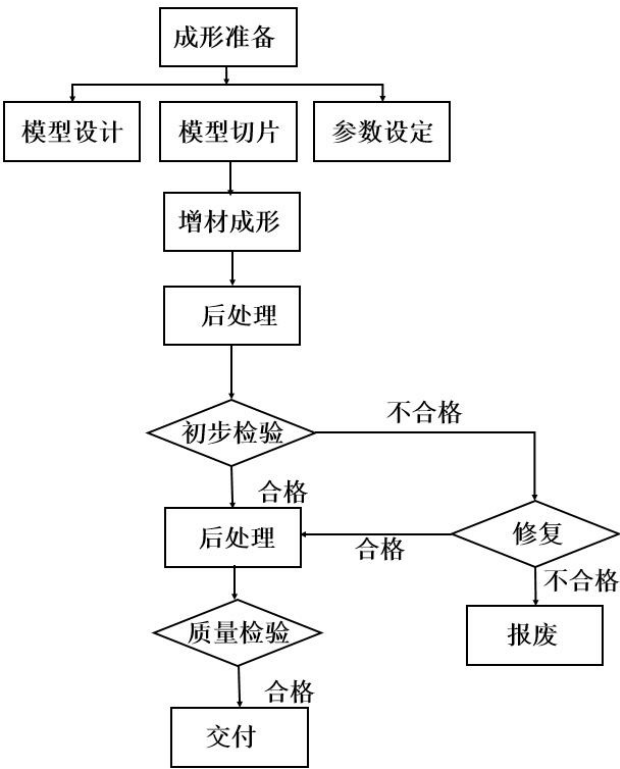 成形准备
模型设计
模型切片
参数设定
增材成形
后处理
不合格
初步检验
合格
后处理
合格
修复
不合格
质量检验
报废
合格
交付